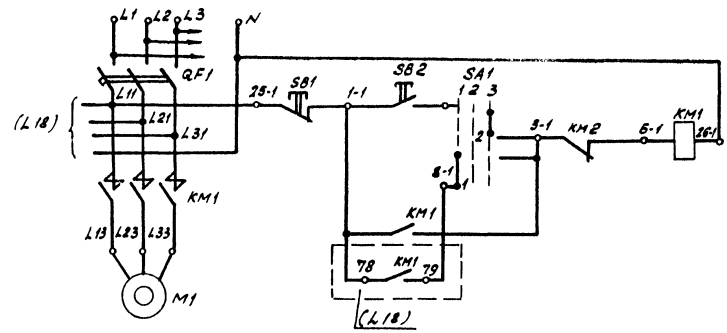 L1 L2 L3 N
QF1
L11 25-1 SB1 1-1 SB2 SA1
1 2 3
(L18) L21 2 3-1 KM2 6-1 KM1 26-1
L31
8-1 1
KM1
KM1
L13 L23 L33
78 KM1 79
M1
(L18)